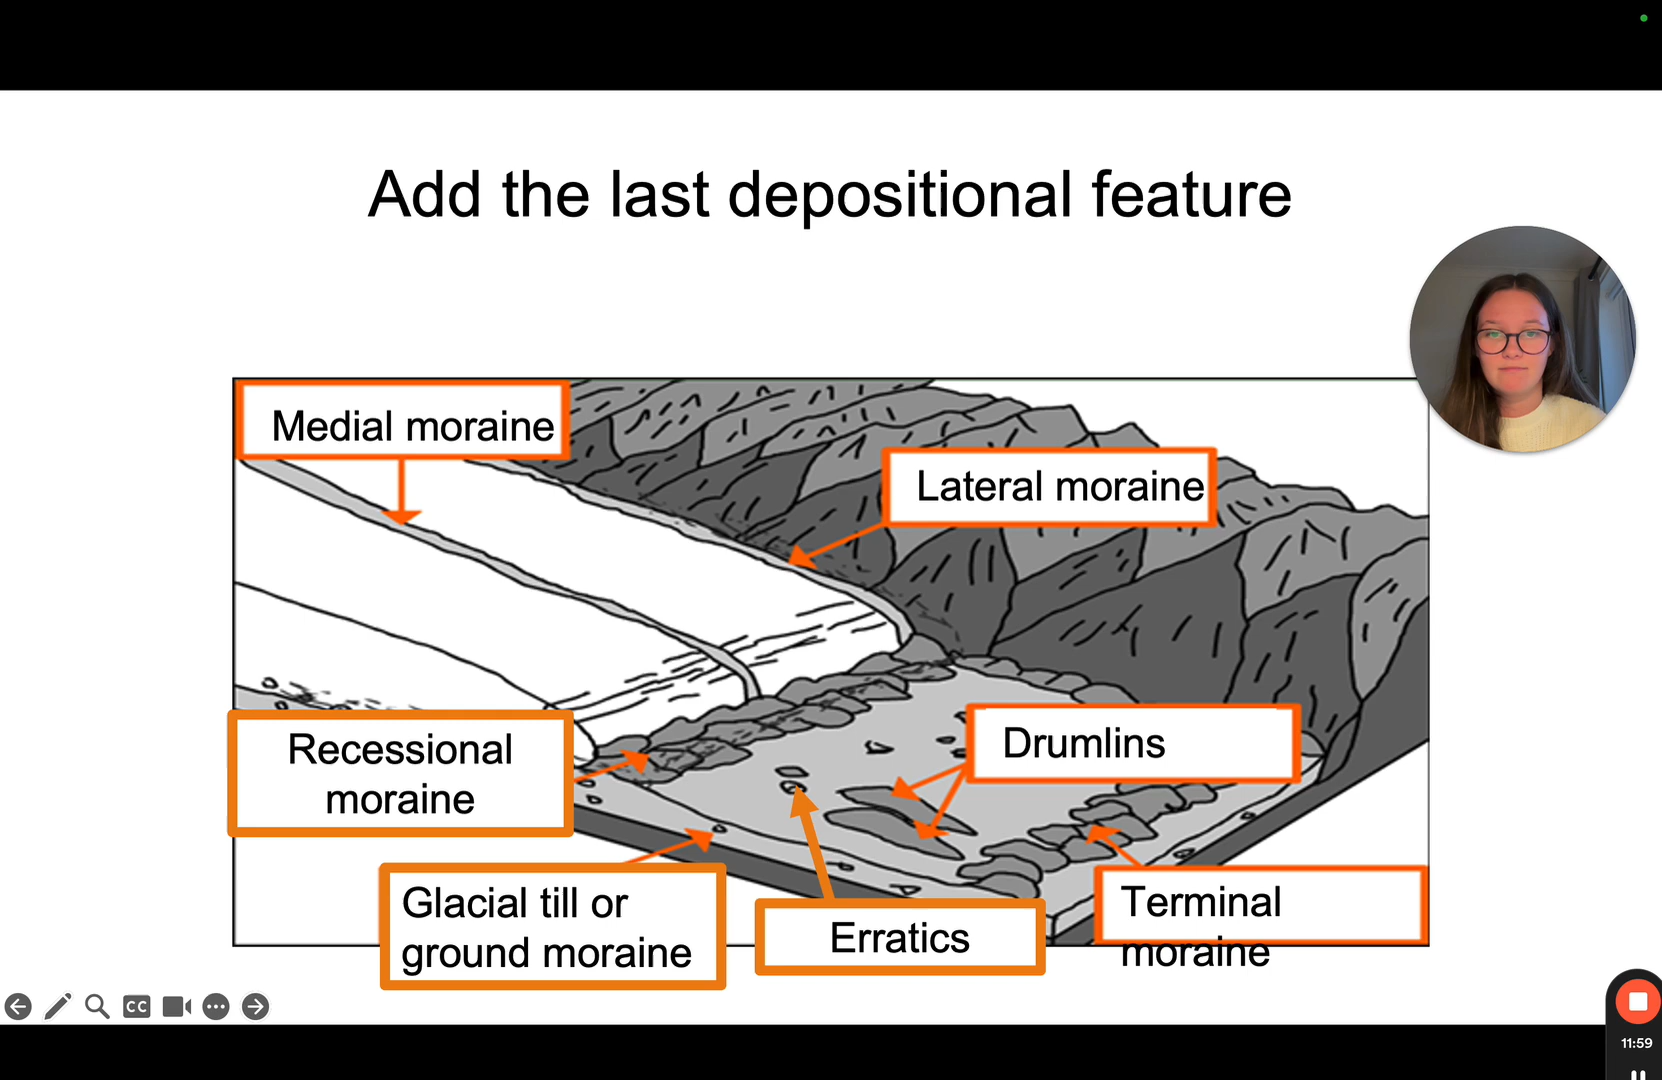 Add the last depositional feature
Medial moraine
Lateral moraine
Recessional
moraine
Drumlins
Glacial till or
ground moraine
Erratics
Terminal
moraine
CC
11:59